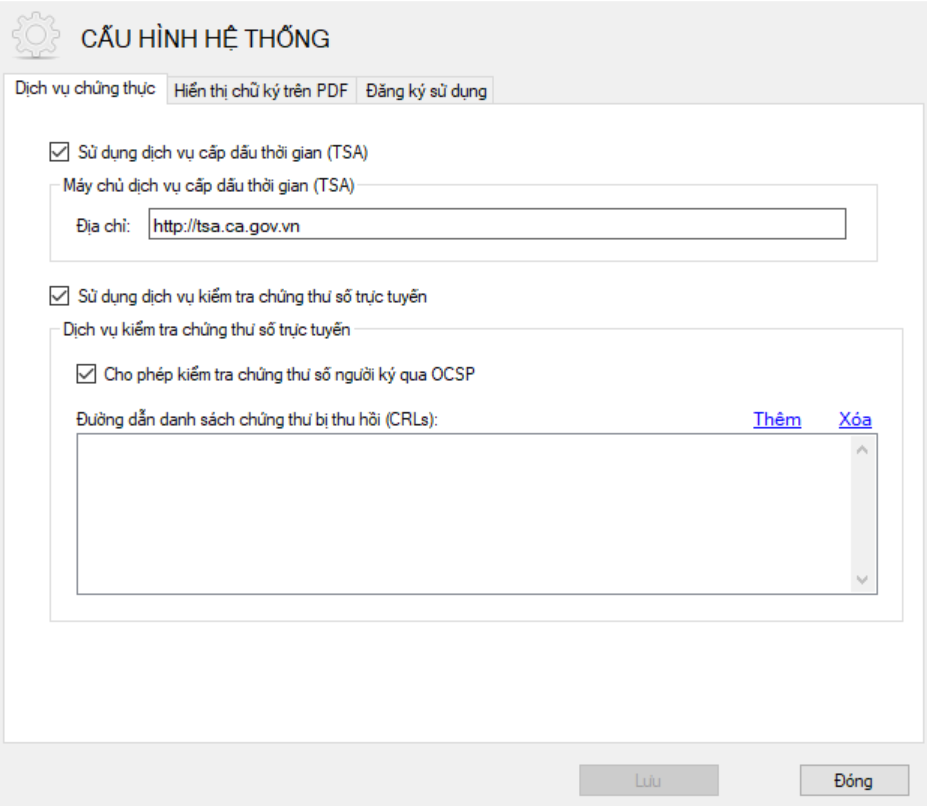 CẤU HÌNH HỆ THỐNG
Dịch vụ chứng thực Hiển thị chữ ký trên PDF Đăng ký sử dụng
Sử dụng dịch vụ cấp dấu thời gian (TSA)
Máy chủ dịch vụ cấp dấu thời gian (TSA)
Địa chỉ: http://tsa.ca.gov.vn
Sử dụng dịch vụ kiểm tra chứng thư số trực tuyến
Dịch vụ kiểm tra chứng thư số trực tuyến
Cho phép kiểm tra chứng thư số người ký qua OCSP
Đường dẫn danh sách chứng thư bị thu hồi (CRLs): Thêm Xóa
Lưu Đóng